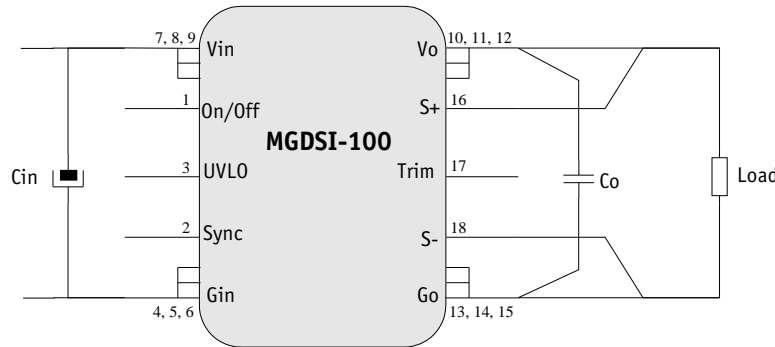 7, 8, 9
Vin
Vo
10, 11, 12
1
On/Off
S+
16
MGDSI-100
Cin
3
UVLO
Trim
17
Co
Load
2
Sync
S-
18
Gin
Go
4, 5, 6
13, 14, 15